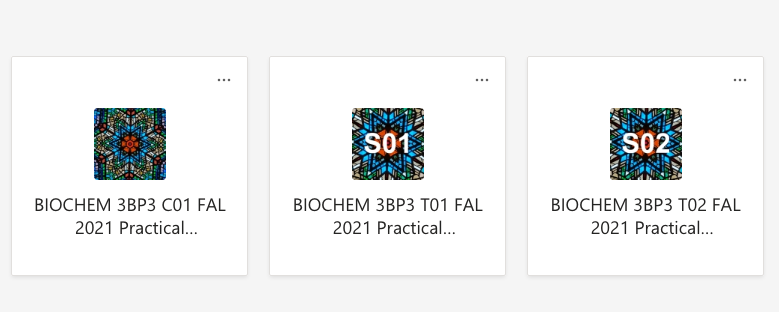 ...
BIOCHEM 3BP3 C01 FAL
2021 Practical...
...
S01
BIOCHEM 3BP3 T01 FAL
2021 Practical...
...
S02
BIOCHEM 3BP3 T02 FAL
2021 Practical...